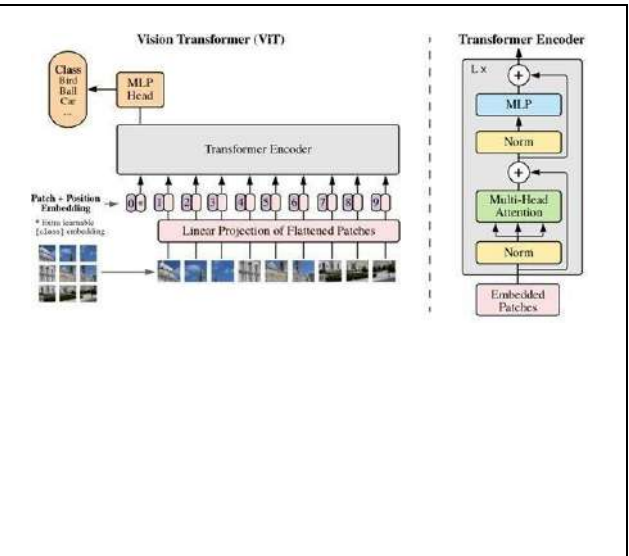 Vision Transformer (ViT)
Class
Bird
Ball
Car
...
MLP
Head
Transformer Encoder
Patch + Position
Embedding
* Extra learnable
[class] embedding
0 * 1 2 3 4 5 6 7 8 9
Linear Projection of Flattened Patches
Transformer Encoder
L x
+
MLP
Norm
+
Multi-Head
Attention
Norm
Embedded
Patches